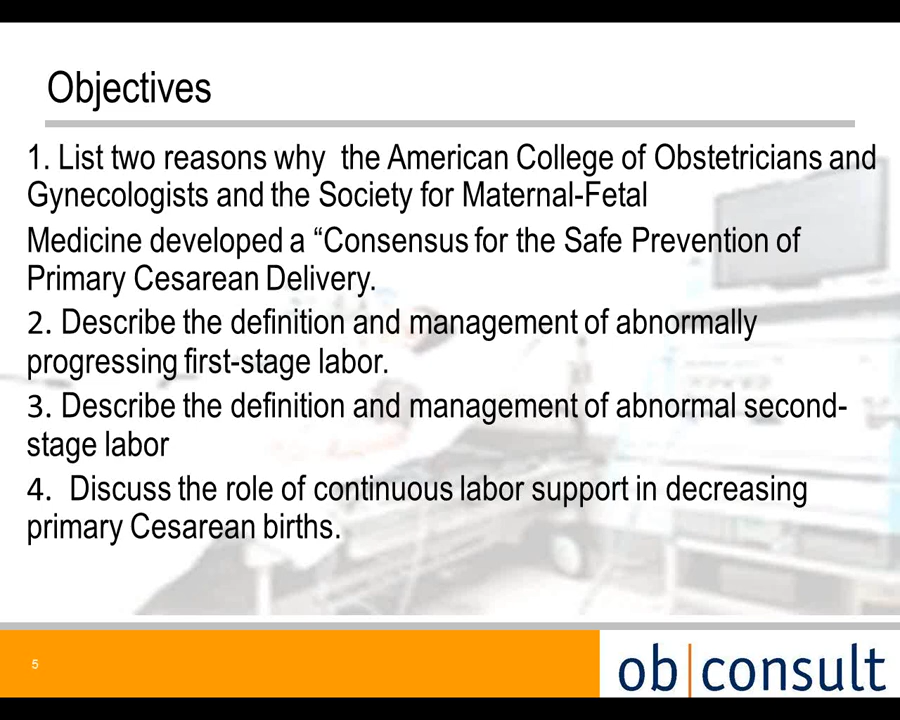 Objectives
1. List two reasons why  the American College of Obstetricians and
Gynecologists and the Society for Maternal-Fetal
Medicine developed a “Consensus for the Safe Prevention of
Primary Cesarean Delivery.
2. Describe the definition and management of abnormally
progressing first-stage labor.
3. Describe the definition and management of abnormal second-
stage labor
4.  Discuss the role of continuous labor support in decreasing
primary Cesarean births.
5
ob|consult